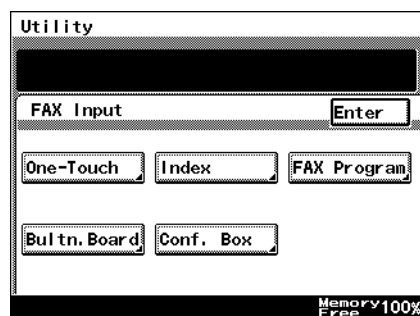 Utility
FAX Input
Enter
One-Touch Index FAX Program
Bultn.Board Conf. Box
Memory
Free 100%